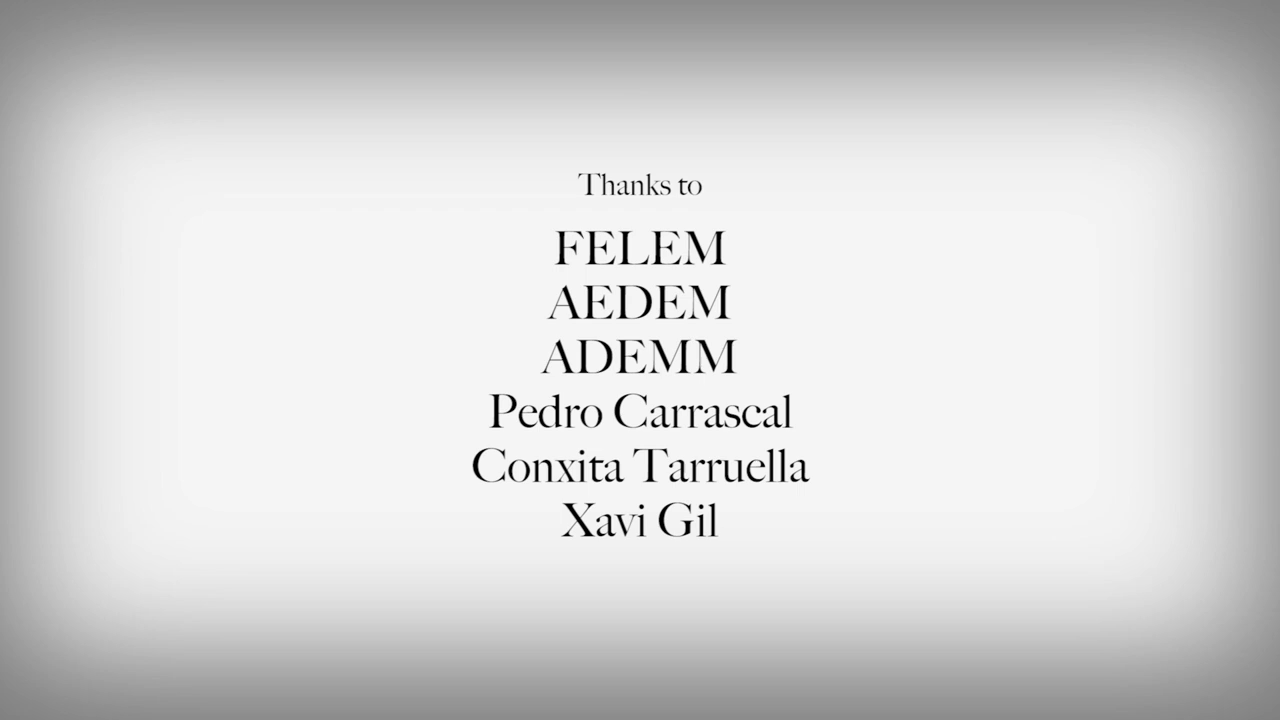 Thanks to
FELEM
AEDEM
ADEMM
Pedro Carrascal
Conxita Tarruella
Xavi Gil